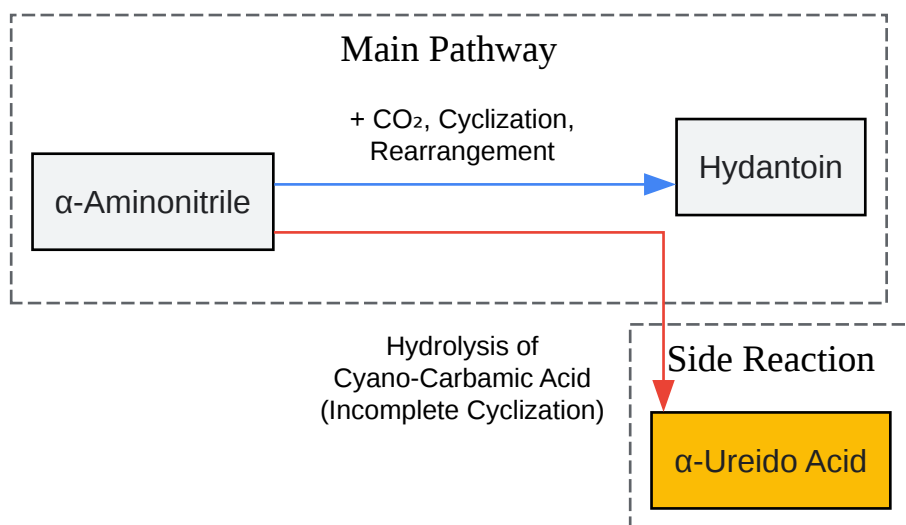 Main Pathway
+ CO₂, Cyclization,
Rearrangement
α-Aminonitrile
Hydantoin
Hydrolysis of
Cyano-Carbamic Acid
(Incomplete Cyclization)
Side Reaction
α-Ureido Acid